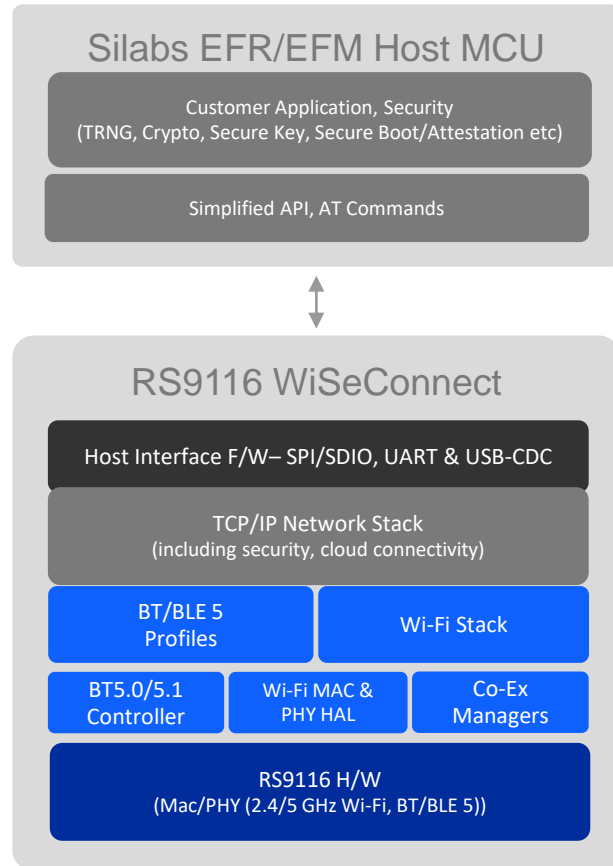 Silabs EFR/EFM Host MCU
Customer Application, Security
(TRNG, Crypto, Secure Key, Secure Boot/Attestation etc)
Simplified API, AT Commands
RS9116 WiSeConnect
Host Interface F/W– SPI/SDIO, UART & USB-CDC
TCP/IP Network Stack
(including security, cloud connectivity)
BT/BLE 5
Profiles
Wi-Fi Stack
BT5.0/5.1
Controller
Wi-Fi MAC &
PHY HAL
Co-Ex
Managers
RS9116 H/W
(Mac/PHY (2.4/5 GHz Wi-Fi, BT/BLE 5))